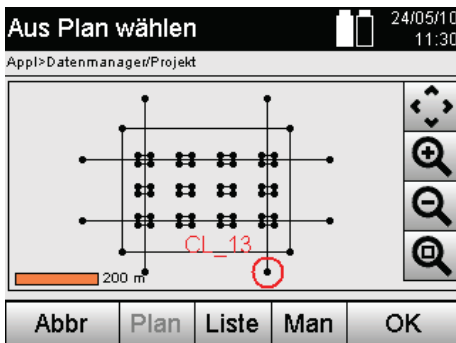 Aus Plan wählen
24/05/10
11:30
Appl>Datenmanager/Projekt
CL_13
200 m
Abbr
Plan
Liste
Man
OK